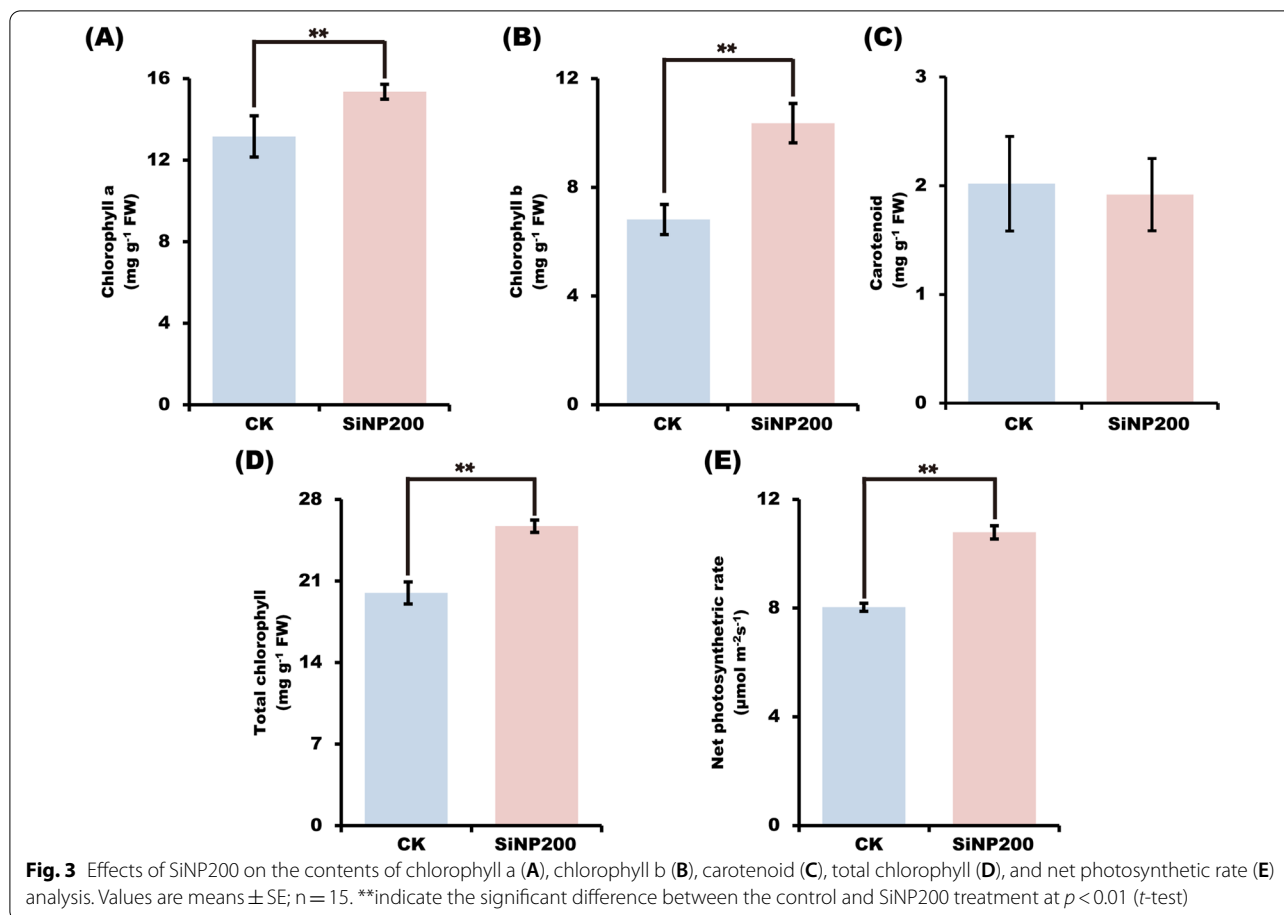 (A)
**
16
12
8
4
0
Chlorophyll a
(mg g⁻¹ FW)
CK
SiNP200
(B)
**
12
8
4
0
Chlorophyll b
(mg g⁻¹ FW)
CK
SiNP200
(C)
3
2
1
0
Carotenoid
(mg g⁻¹ FW)
CK
SiNP200
(D)
**
28
21
14
7
0
Total chlorophyll
(mg g⁻¹ FW)
CK
SiNP200
(E)
**
12
8
4
0
Net photosynthetric rate
(μmol m⁻²s⁻¹)
CK
SiNP200
Fig. 3 Effects of SiNP200 on the contents of chlorophyll a (A), chlorophyll b (B), carotenoid (C), total chlorophyll (D), and net photosynthetic rate (E)
analysis. Values are means ± SE; n = 15. **indicate the significant difference between the control and SiNP200 treatment at p < 0.01 (t-test)